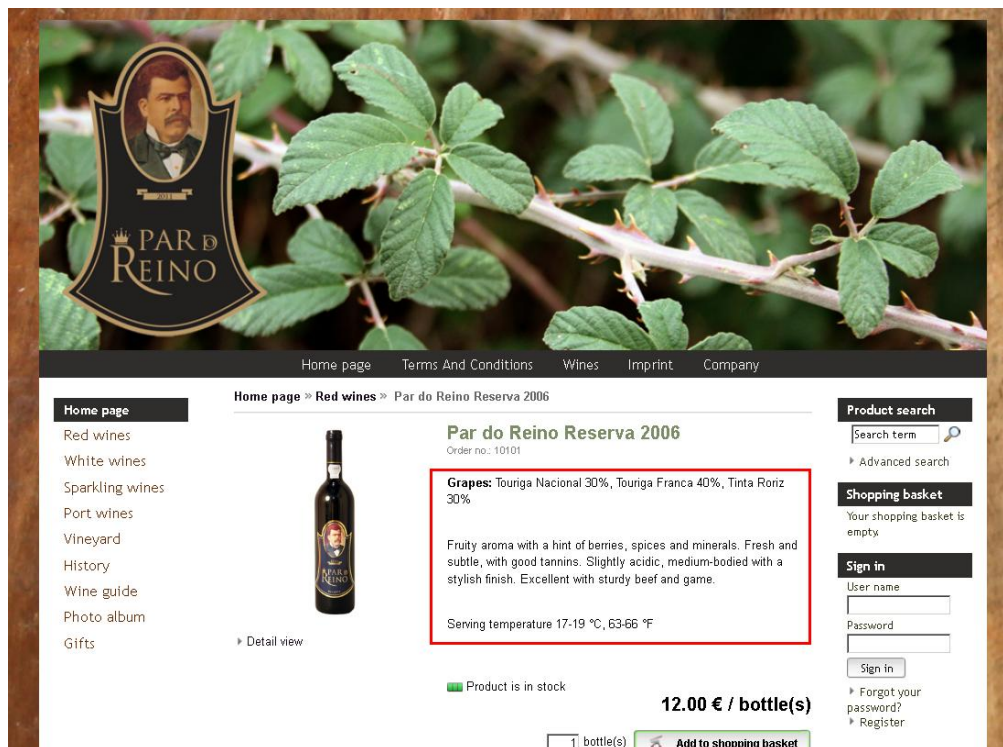 2011
PAR DO
REINO
Home page Terms And Conditions Wines Imprint Company
Home page
Red wines
White wines
Sparkling wines
Port wines
Vineyard
History
Wine guide
Photo album
Gifts
Home page » Red wines » Par do Reino Reserva 2006
PAR DO
REINO
Detail view
Par do Reino Reserva 2006
Order no.: 10101
Grapes: Touriga Nacional 30%, Touriga Franca 40%, Tinta Roriz
30%
Fruity aroma with a hint of berries, spices and minerals. Fresh and
subtle, with good tannins. Slightly acidic, medium-bodied with a
stylish finish. Excellent with sturdy beef and game.
Serving temperature 17-19 °C, 63-66 °F
Product is in stock
12.00 € / bottle(s)
1 bottle(s) Add to shopping basket
Product search
Search term
Advanced search
Shopping basket
Your shopping basket is
empty.
Sign in
User name
Password
Sign in
Forgot your
password?
Register